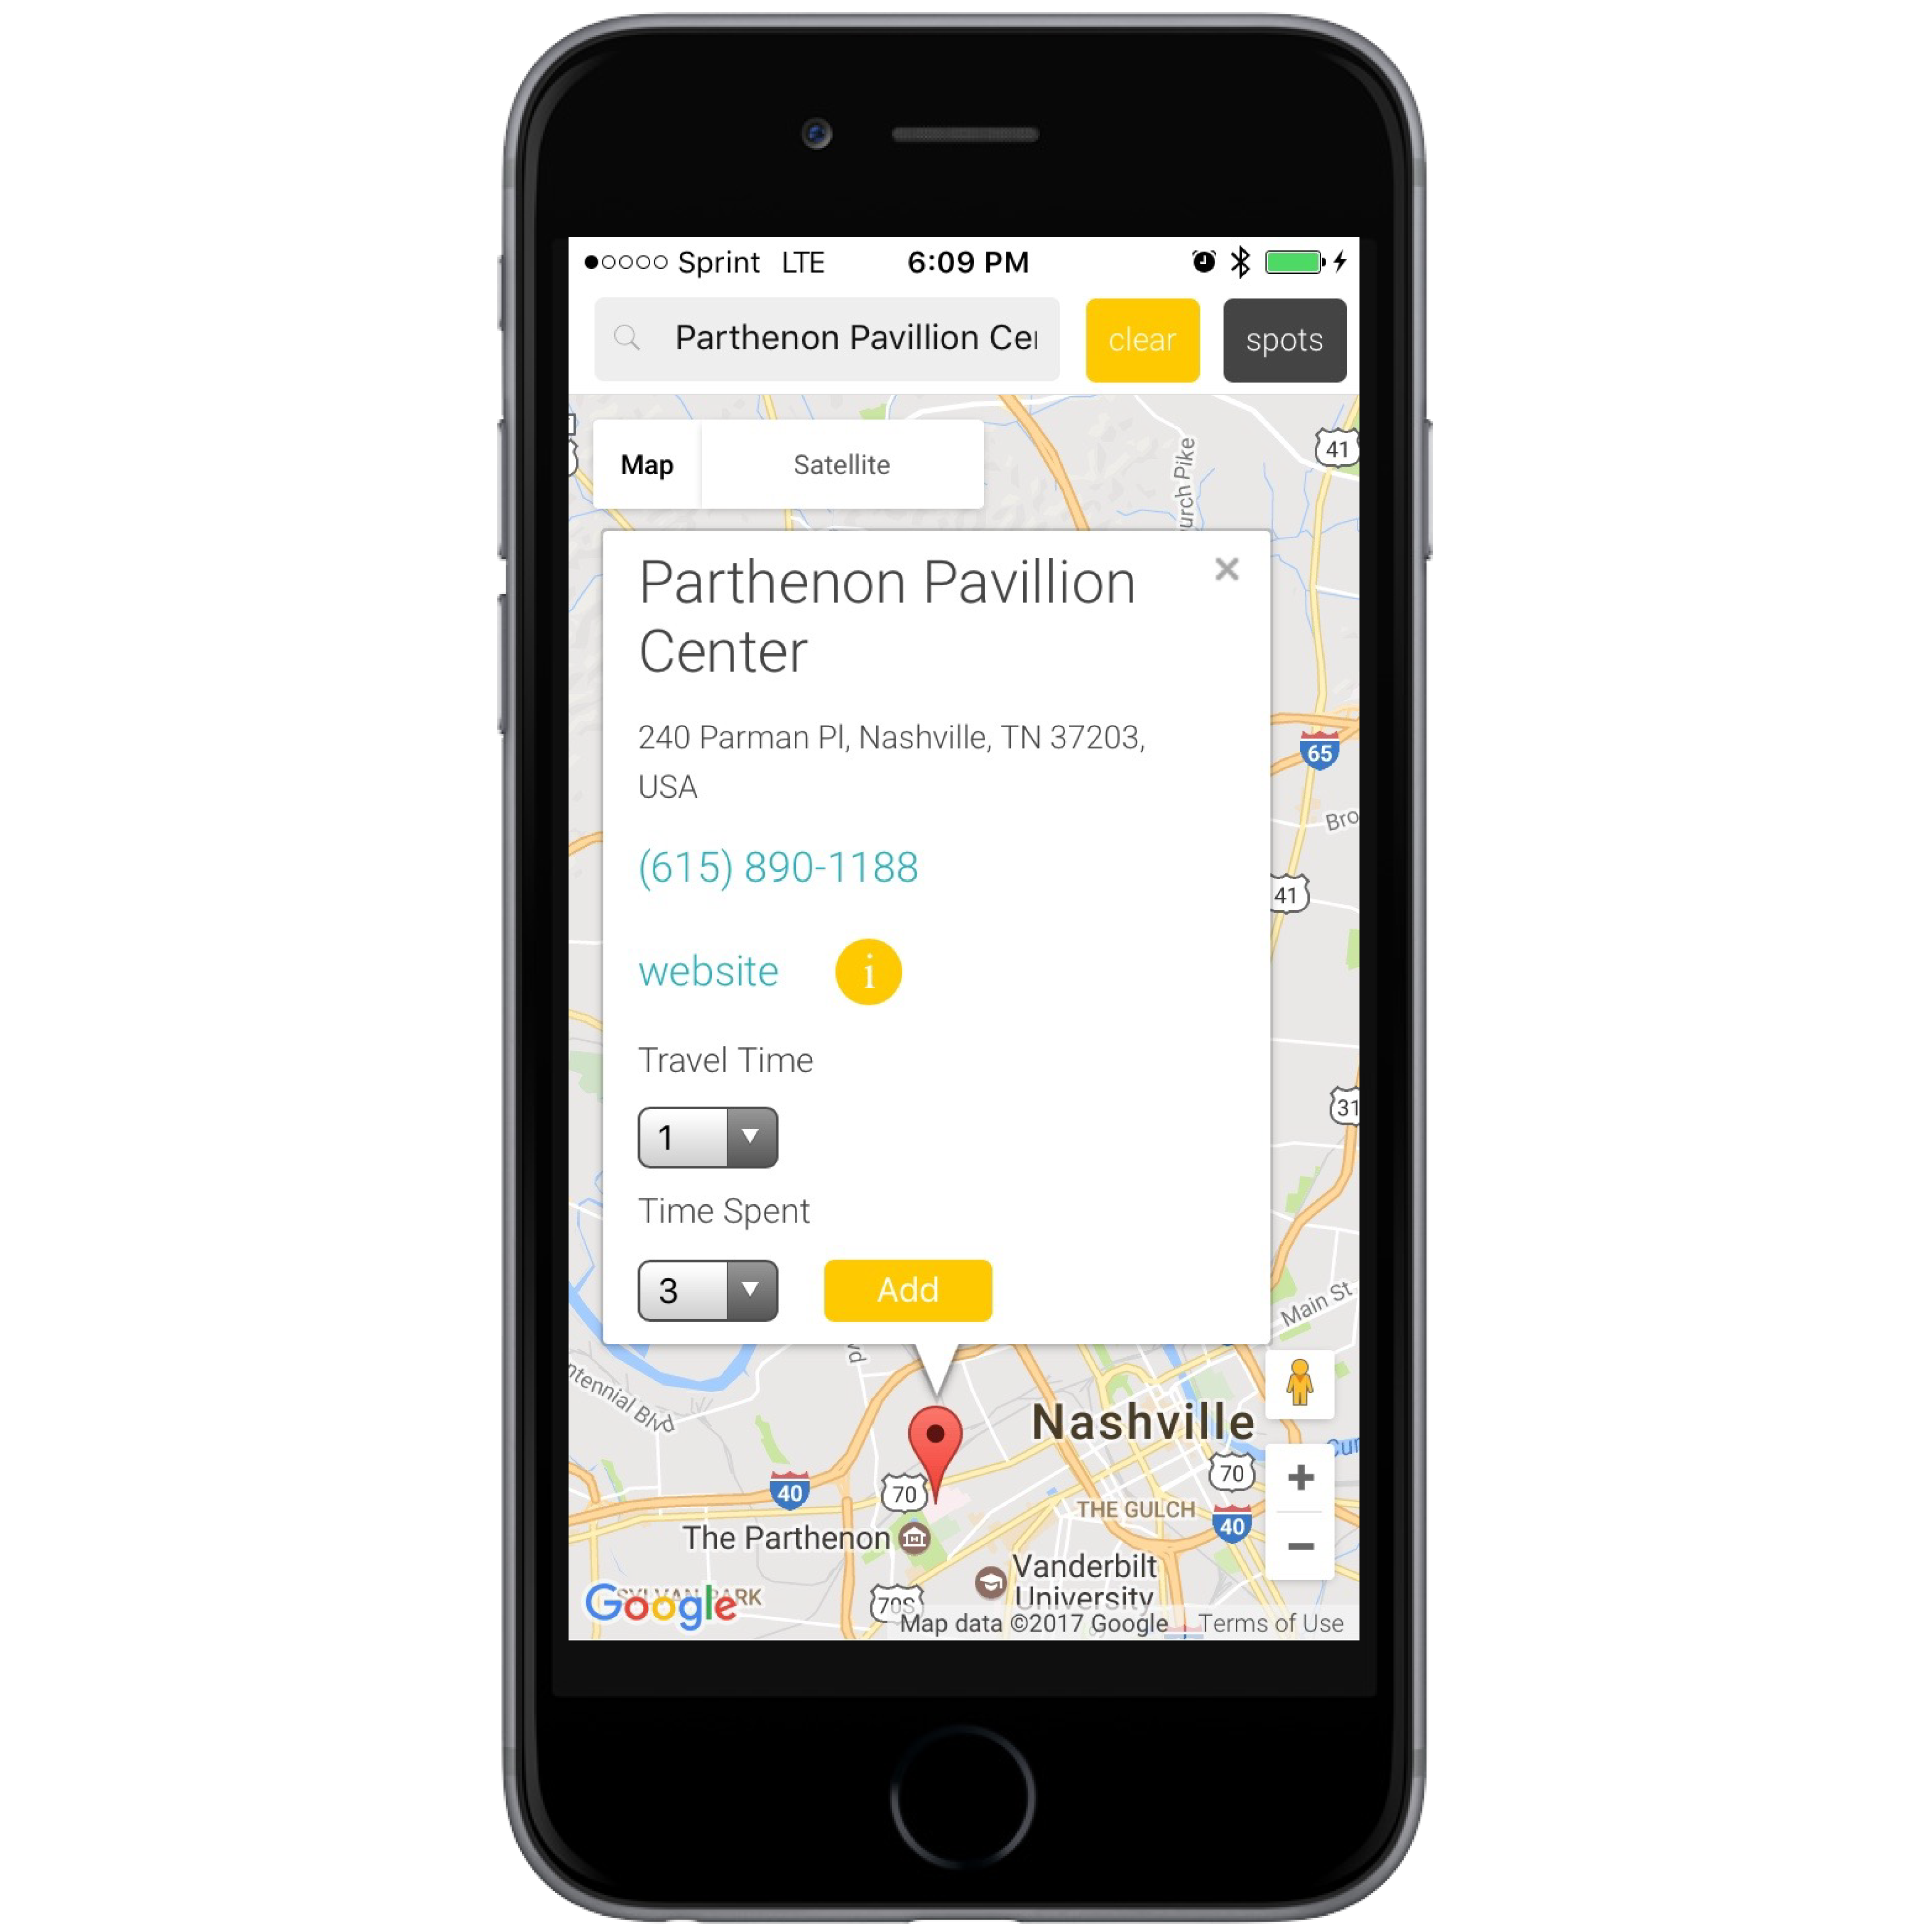 Sprint LTE 6:09 PM
Parthenon Pavillion Cei
clear
spots
Map
Satellite
urch Pike
41
Parthenon Pavillion
Center
240 Parman Pl, Nashville, TN 37203,
USA
(615) 890-1188
website i
Travel Time
1
Time Spent
3
Add
65
Bro
41
31
Main St
ntennial Blvd
Nashville
Cur
70
40
70
THE GULCH
40
The Parthenon
Vanderbilt
University
SYLVAN PARK
Google
70S
Map data ©2017 Google
Terms of Use